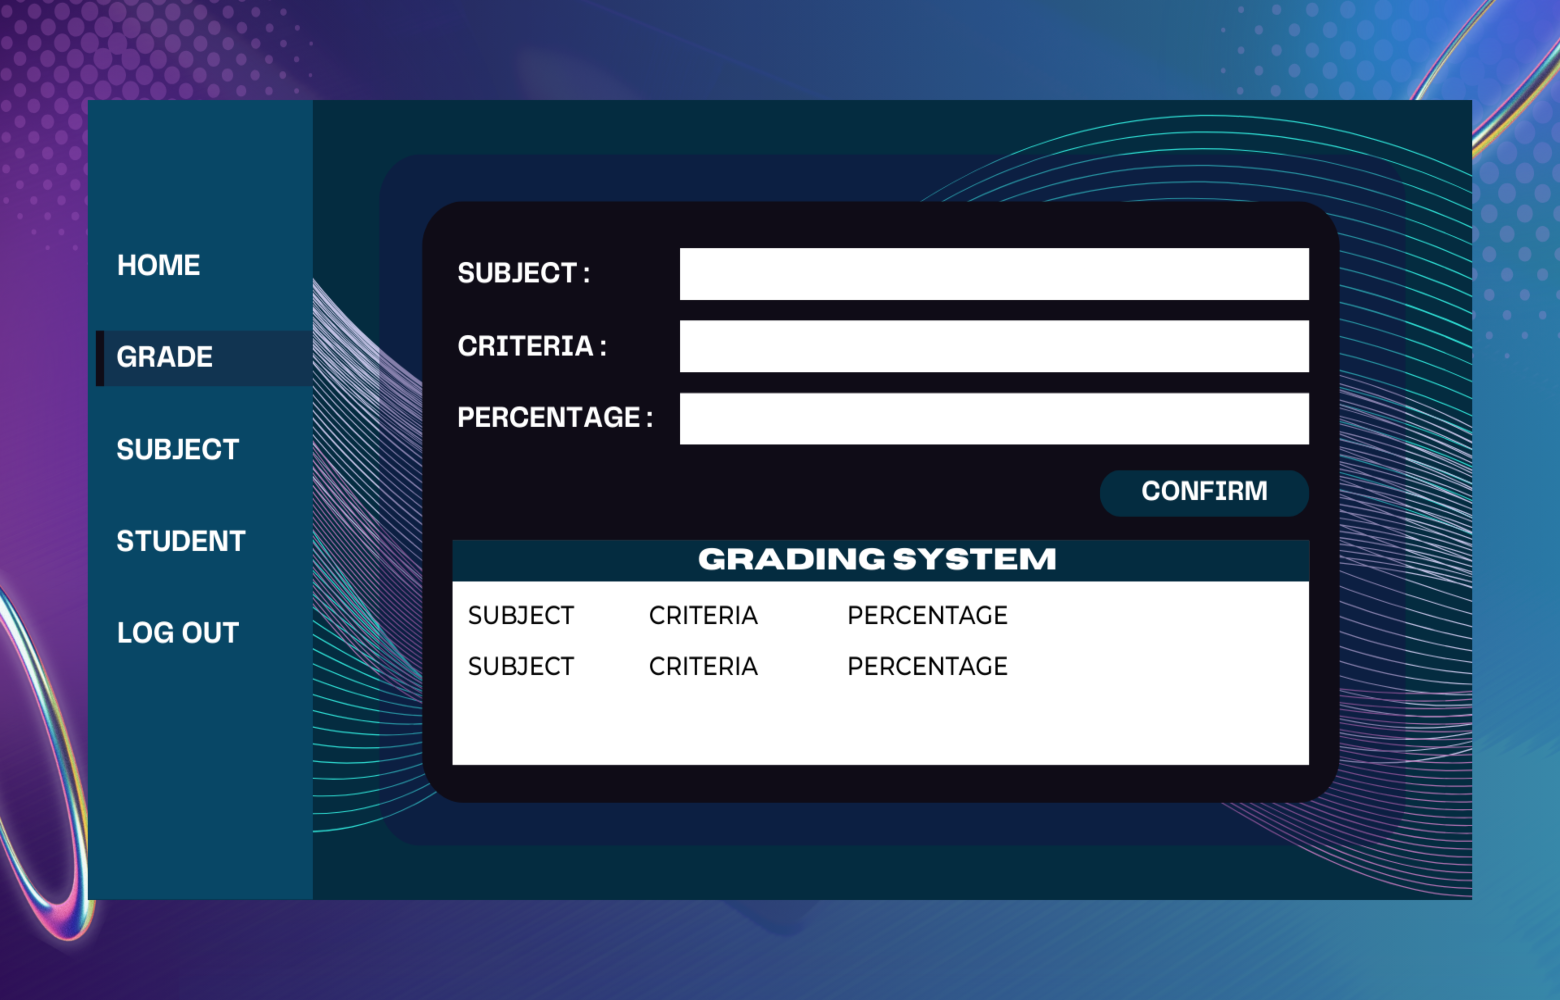 HOME
GRADE
SUBJECT
STUDENT
LOG OUT
SUBJECT :
CRITERIA :
PERCENTAGE :
CONFIRM
GRADING SYSTEM
SUBJECT CRITERIA PERCENTAGE
SUBJECT CRITERIA PERCENTAGE